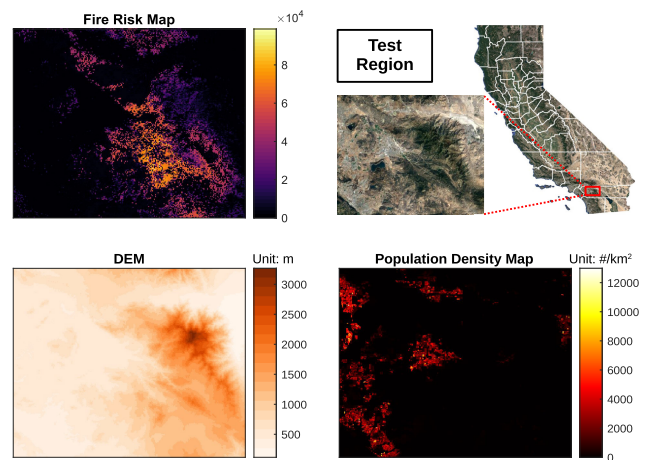 Fire Risk Map
×10⁴
8
6
4
2
0
Test
Region
DEM
Unit: m
3000
2500
2000
1500
1000
500
Population Density Map
Unit: #/km²
12000
10000
8000
6000
4000
2000
0